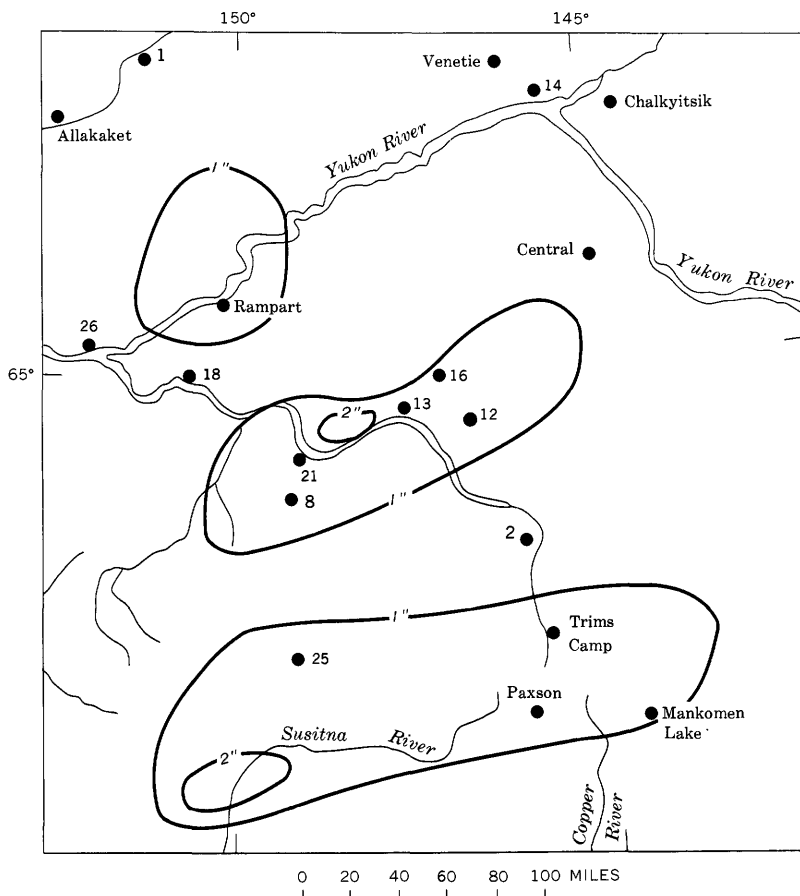 150°
145°
1
Venetie
14
Chalkyitsik
Allakaket
Yukon River
1"
Central
Yukon River
Rampart
26
65°
18
16
2"
13
12
21
8
1"
2
1"
Trims
Camp
25
Paxson
Mankomen
Lake
Susitna River
2"
Copper River
0 20 40 60 80 100 MILES